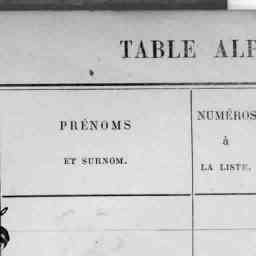 TABLE ALP
PRÉNOMS
ET SURNOM.
NUMÉROS
à
LA LISTE.